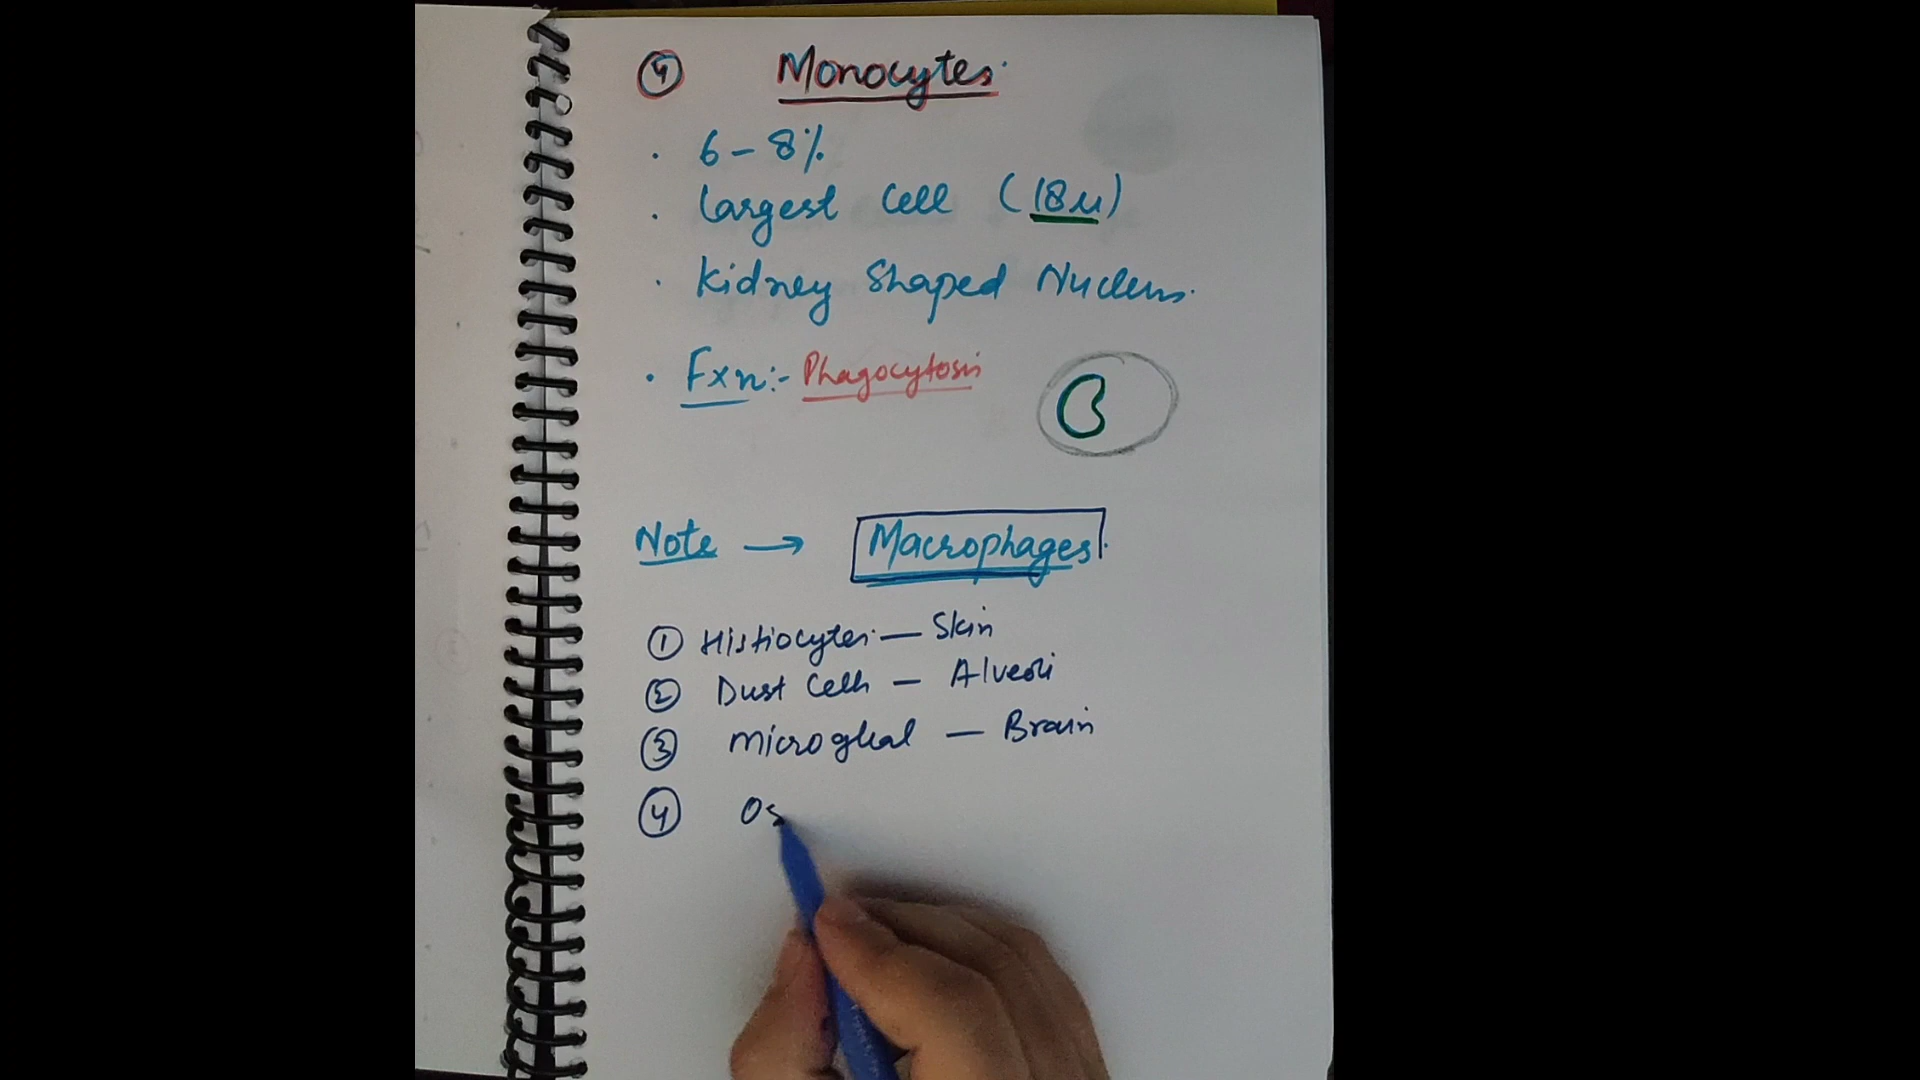 4 Monocytes.
. 6 - 8%
. Largest Cell (18µ)
. Kidney Shaped Nucleus.
. Fxn:- Phagocytosis
Note → Macrophages.
1 Histiocytes. — Skin
2 Dust Cells — Alveoli
3 Microglial — Brain
4 Os